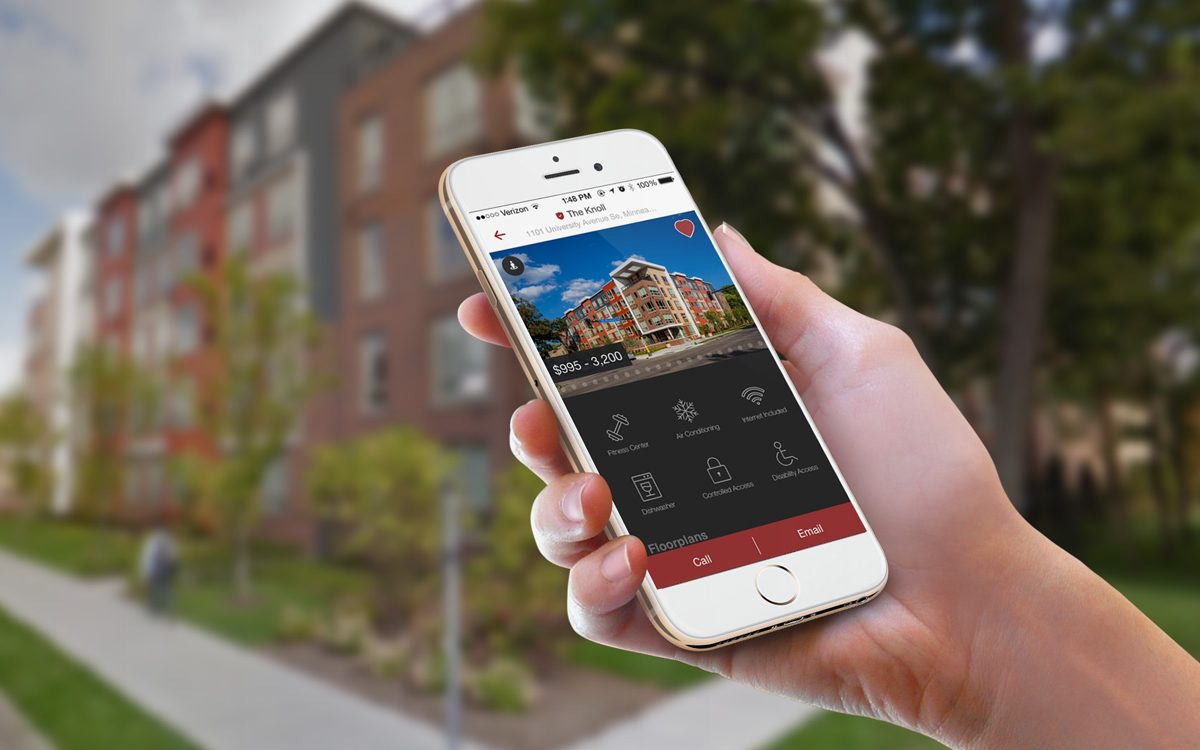 Verizon 1:48 PM 100%
The Knoll
1101 University Avenue Se, Minnea...
$995 - 3,200
Fitness Center
Air Conditioning
Internet Included
Dishwasher
Controlled Access
Disability Access
Floorplans
Call
Email